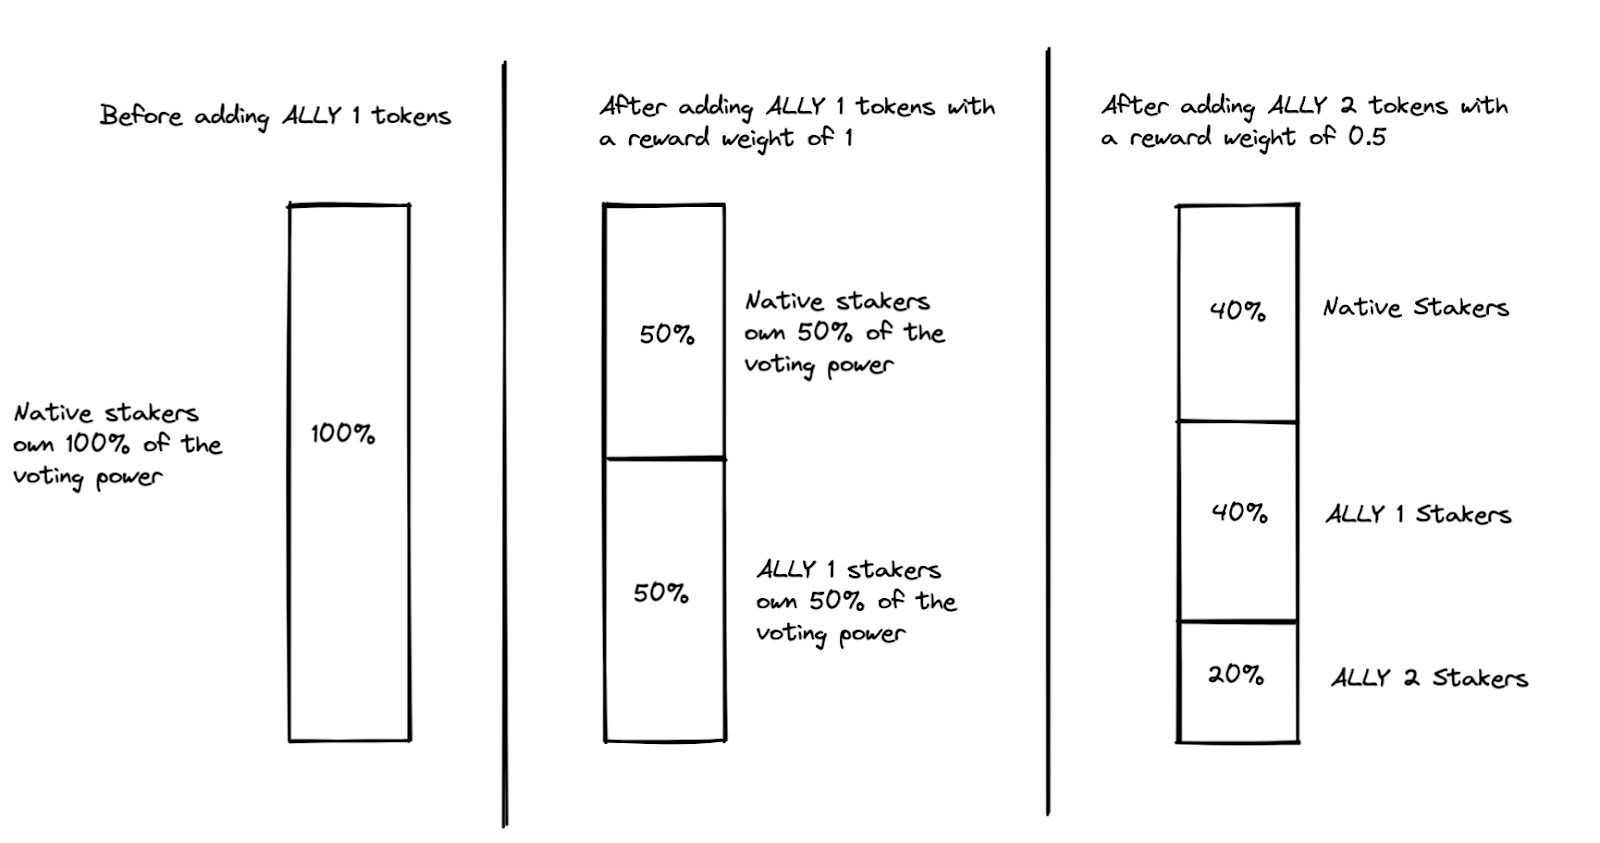 Before adding ALLY 1 tokens
Native stakers
own 100% of the
voting power
100%
After adding ALLY 1 tokens with
a reward weight of 1
50%
Native stakers
own 50% of the
voting power
50%
ALLY 1 stakers
own 50% of the
voting power
After adding ALLY 2 tokens with
a reward weight of 0.5
40%
Native Stakers
40%
ALLY 1 Stakers
20%
ALLY 2 Stakers